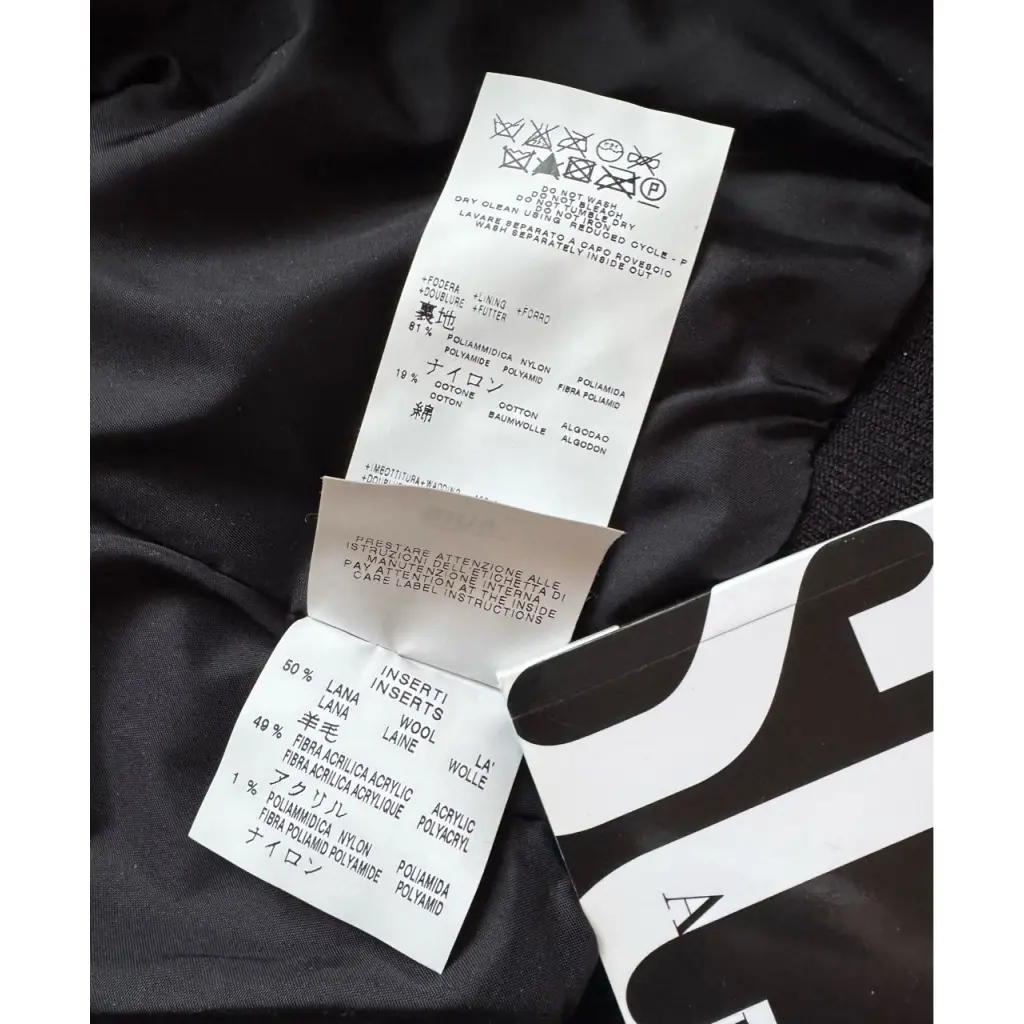 DO NOT WASH
DO NOT BLEACH
DO NOT TUMBLE DRY
DO NOT IRON
DRY CLEAN USING REDUCED CYCLE - P
LAVARE SEPARATO A CAPO ROVESCIO
WASH SEPARATELY INSIDE OUT
+FODERA +LINING +FORRO
+DOUBLURE +FUTTER
裏地
81 % POLIAMMIDICA NYLON POLIAMIDA
POLYAMIDE POLYAMID FIBRA POLIAMID
ナイロン
19 % COTONE COTTON ALGODAO
COTON BAUMWOLLE ALGODON
綿
+IMBOTTITURA+WADDING
PRESTARE ATTENZIONE ALLE
ISTRUZIONI DELL'ETICHETTA DI
MANUTENZIONE INTERNA
PAY ATTENTION AT THE INSIDE
CARE LABEL INSTRUCTIONS
INSERTI
INSERTS
50 % LANA WOOL LA'
LANA LAINE WOLLE
羊毛
49 % FIBRA ACRILICA ACRYLIC ACRYLIC
FIBRA ACRILICA ACRYLIQUE POLYACRYL
アクリル
1 % POLIAMMIDICA NYLON POLIAMIDA
FIBRA POLIAMID POLYAMIDE POLYAMID
ナイロン
A